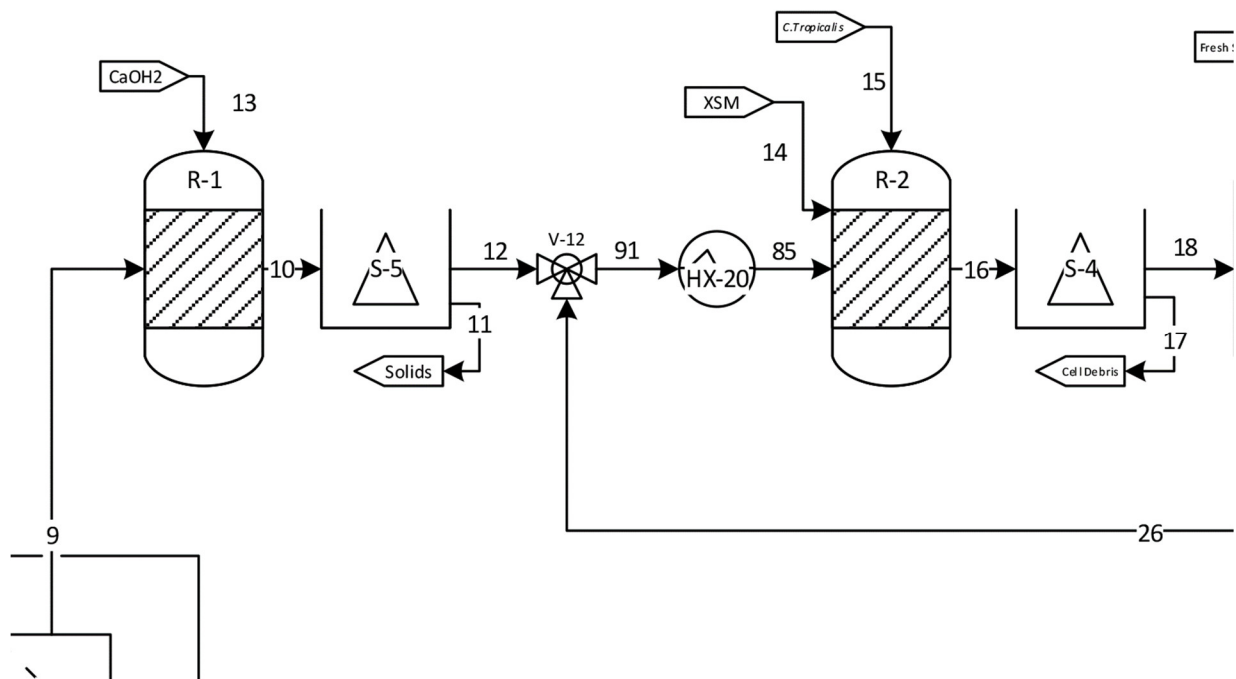 C.Tropicalis
Fresh
CaOH2
13
15
XSM
14
R-1
R-2
V-12
10
S-5
12
91
HX-20
85
16
S-4
18
11
17
Solids
Cell Debris
9
26